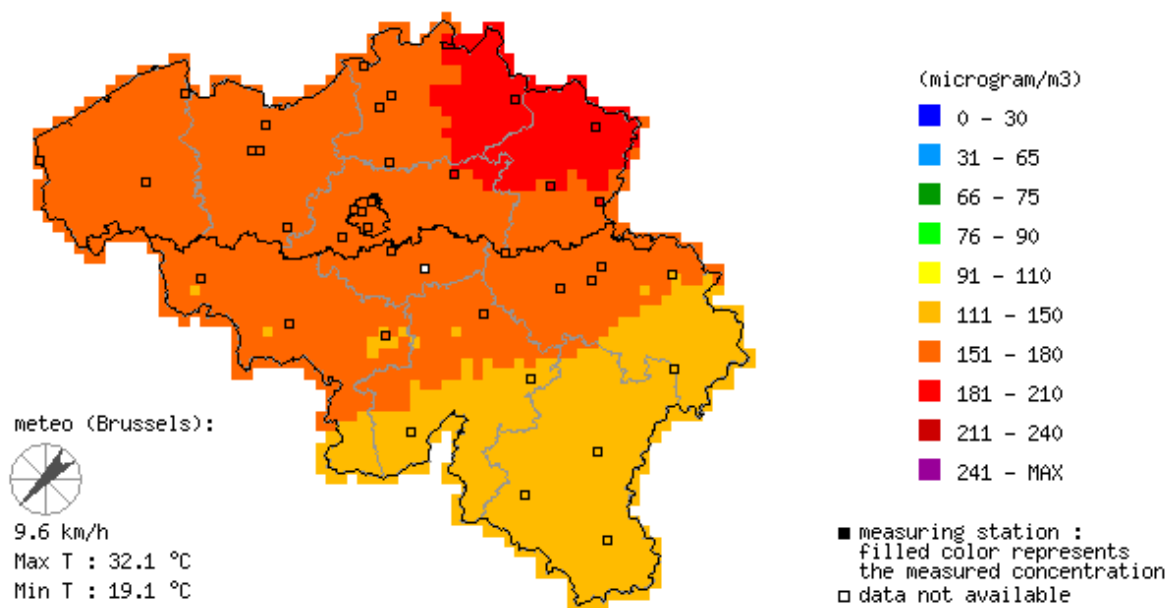 (microgram/m3)
0 - 30
31 - 65
66 - 75
76 - 90
91 - 110
111 - 150
151 - 180
181 - 210
211 - 240
241 - MAX
meteo (Brussels):
9.6 km/h
Max T : 32.1 °C
Min T : 19.1 °C
measuring station :
filled color represents
the measured concentration
data not available